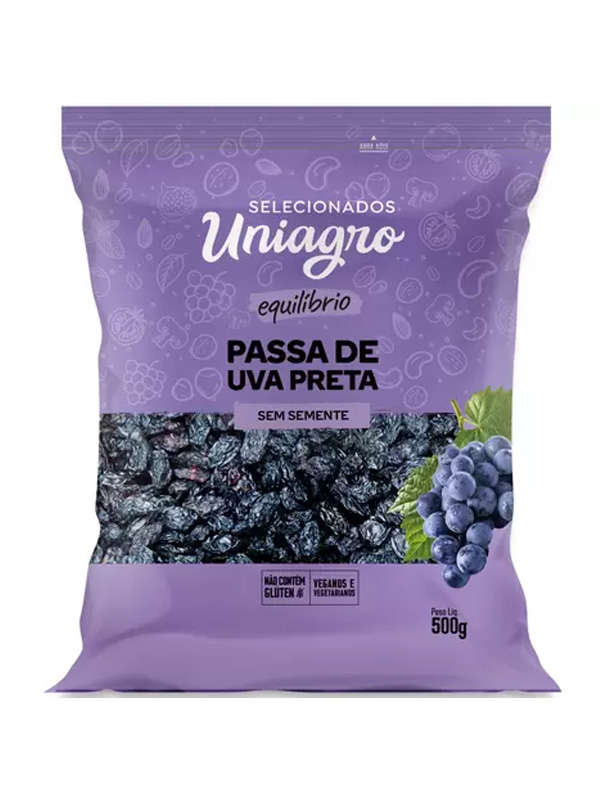 SELECIONADOS
Uniagro
equilíbrio
PASSA DE
UVA PRETA
SEM SEMENTE
NÃO CONTÉM
GLÚTEN
VEGANOS E
VEGETARIANOS
Peso Líq.
500g